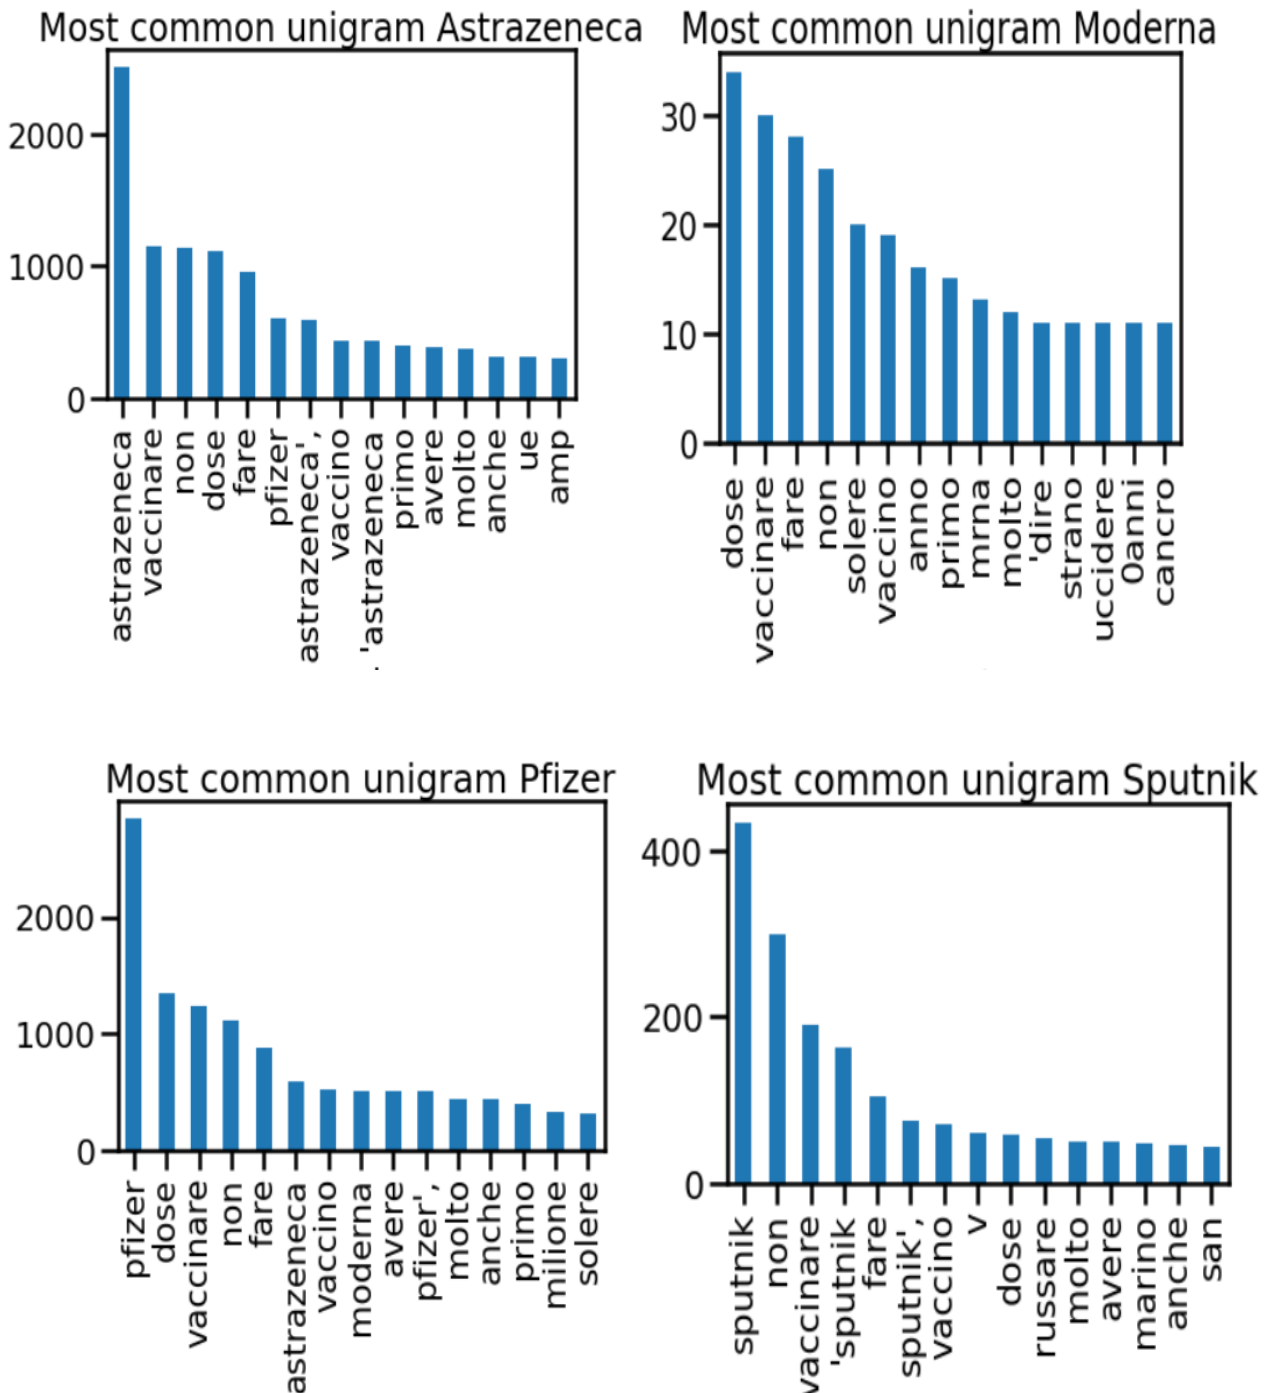 Most common unigram Astrazeneca
2000
1000
0
astrazeneca
vaccinare
non
dose
fare
pfizer
astrazeneca',
vaccino
'astrazeneca
primo
avere
molto
anche
ue
amp
Most common unigram Moderna
30
20
10
0
dose
vaccinare
fare
non
solere
vaccino
anno
primo
mrna
molto
'dire
strano
uccidere
0anni
cancro
Most common unigram Pfizer
2000
1000
0
pfizer
dose
vaccinare
non
fare
astrazeneca
vaccino
moderna
avere
pfizer',
molto
anche
primo
milione
solere
Most common unigram Sputnik
400
200
0
sputnik
non
vaccinare
'sputnik
fare
sputnik',
vaccino
v
dose
russare
molto
avere
marino
anche
san